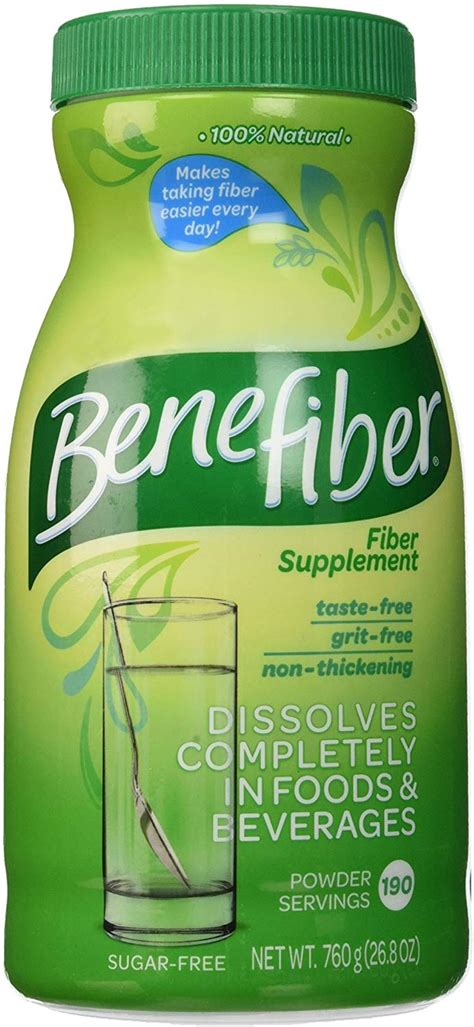 • 100% Natural •
Makes
taking fiber
easier every
day!
Benefiber®
Fiber
Supplement
taste-free
grit-free
non-thickening
DISSOLVES
COMPLETELY
IN FOODS &
BEVERAGES
POWDER
SERVINGS
190
SUGAR-FREE
NET WT. 760 g (26.8 OZ)